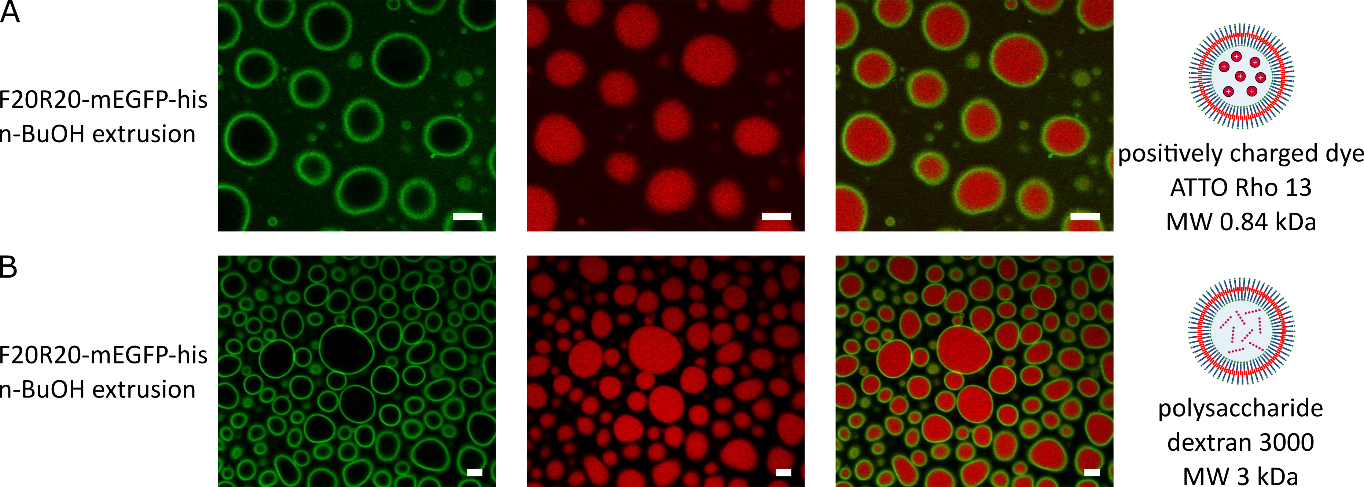 A
F20R20-mEGFP-his
n-BuOH extrusion
positively charged dye
ATTO Rho 13
MW 0.84 kDa
B
F20R20-mEGFP-his
n-BuOH extrusion
polysaccharide
dextran 3000
MW 3 kDa